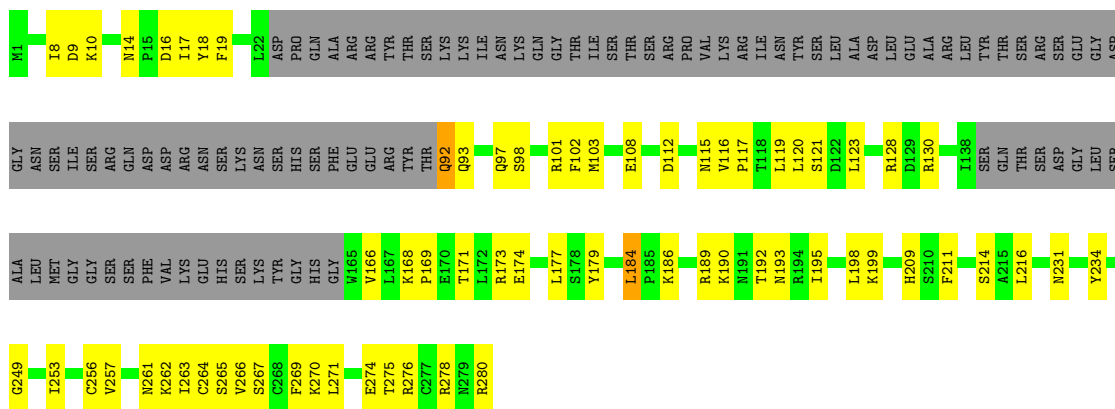 M1 I8 D9 K10 N14 P15 D16 I17 Y18 F19 L22 ASP PRO GLN ALA ARG ARG TYR THR SER LYS LYS ILE ASN LYS GLN GLY THR ILE SER THR SER ARG PRO VAL LYS ARG ILE ASN TYR SER LEU ALA ASP LEU GLU ALA ARG LEU TYR THR SER ARG SER GLU GLY ASP
GLY ASN SER ILE SER ARG GLN ASP ASP ARG ASN SER LYS ASN SER HIS SER PHE GLU GLU ARG TYR THR Q92 Q93 Q97 S98 R101 F102 M103 E108 D112 N115 V116 P117 T118 L119 L120 S121 D122 L123 R128 D129 R130 I138 SER GLN THR SER ASP GLY LEU SER
ALA LEU MET GLY GLY SER SER PHE VAL LYS GLU HIS SER LYS TYR GLY HIS GLY W165 V166 L167 K168 P169 E170 T171 L172 R173 E174 L177 S178 Y179 L184 P185 K186 R189 K190 N191 T192 N193 R194 I195 L198 K199 H209 S210 F211 S214 A215 L216 N231 Y234
G249 I253 C256 V257 N261 K262 I263 C264 S265 V266 S267 C268 F269 K270 L271 E274 T275 R276 C277 R278 N279 R280